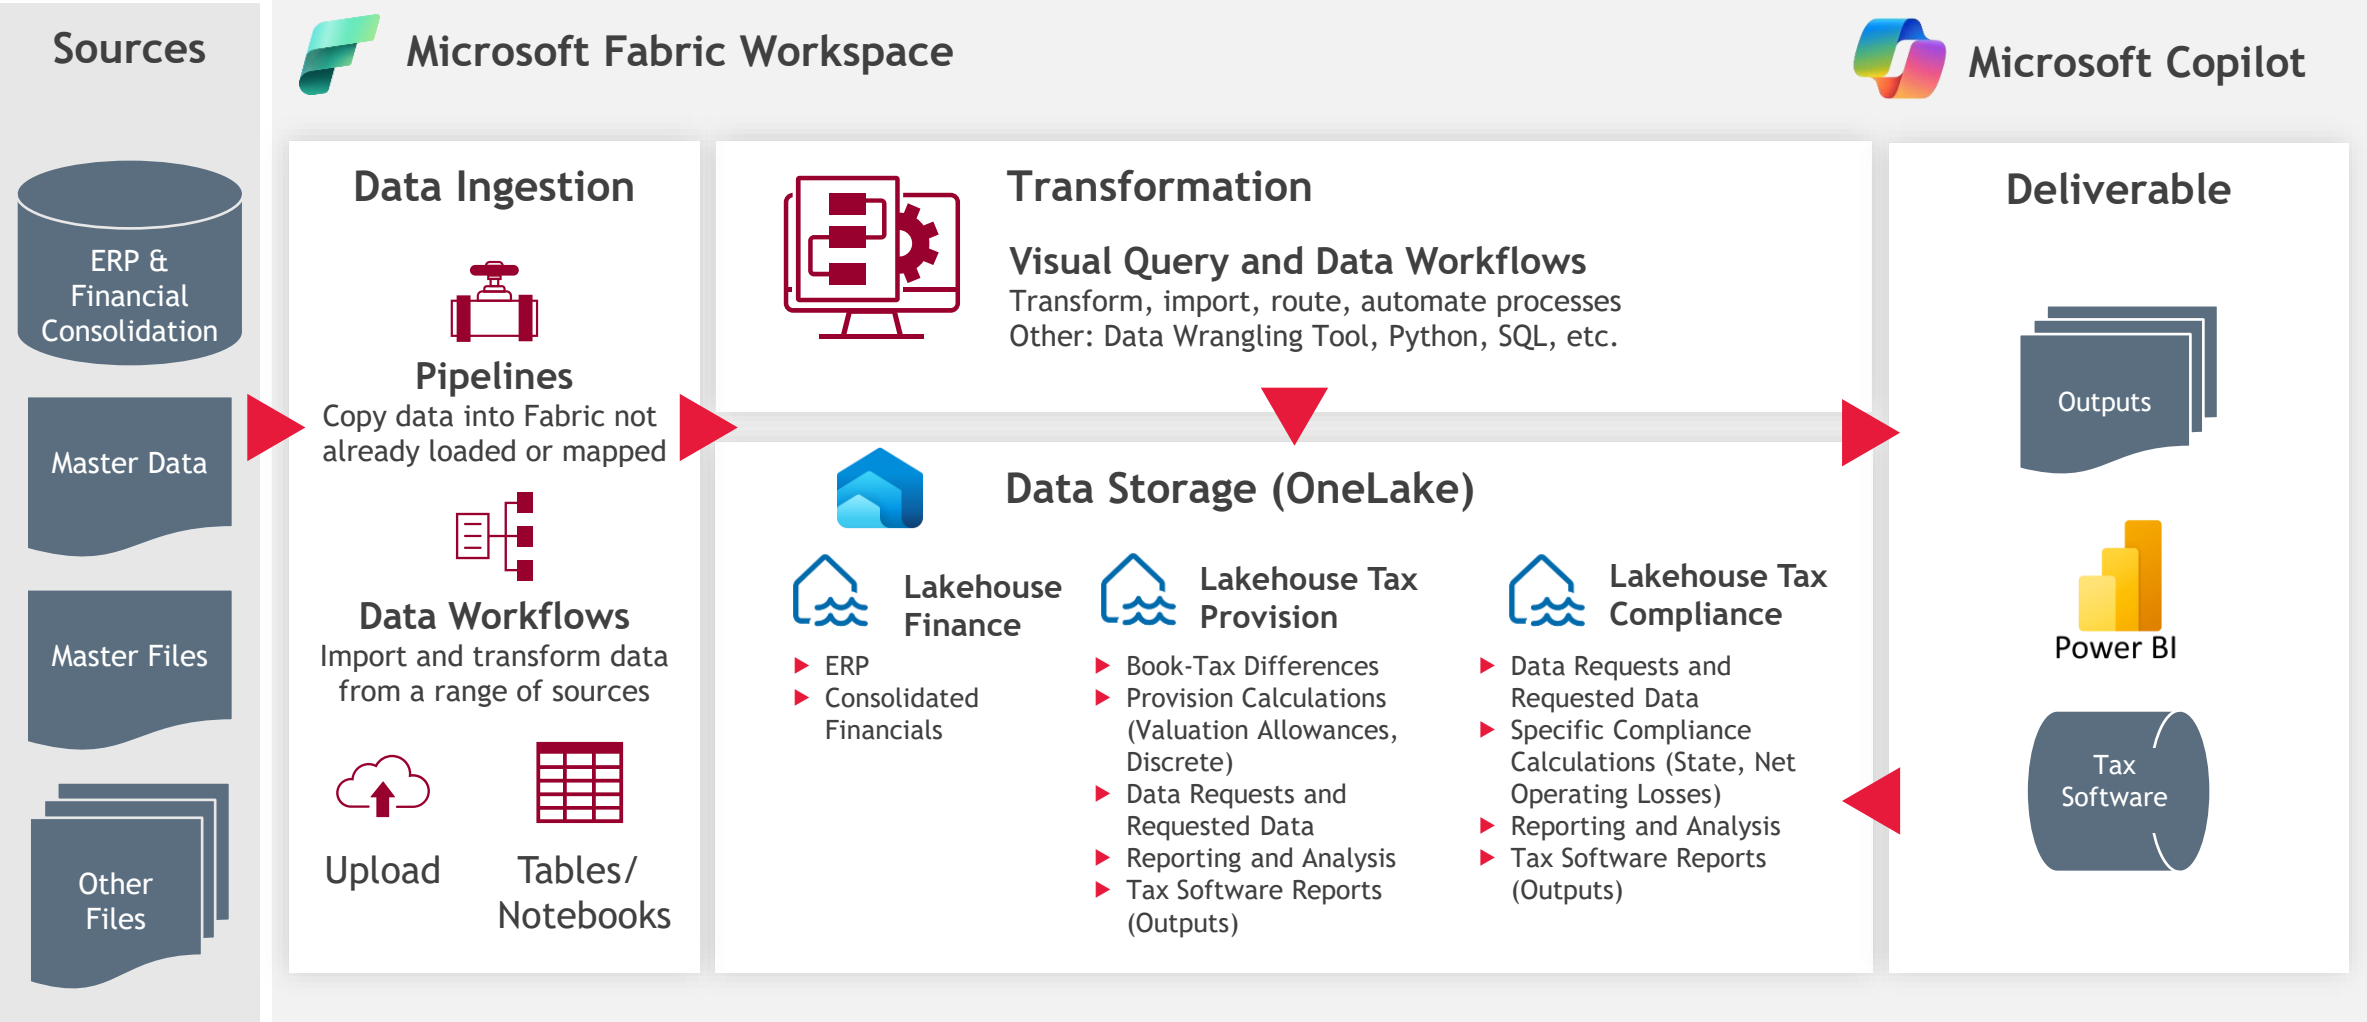 Sources
Microsoft Fabric Workspace
Microsoft Copilot
ERP &
Financial
Consolidation
Master Data
Master Files
Other
Files
Data Ingestion
Pipelines
Copy data into Fabric not
already loaded or mapped
Data Workflows
Import and transform data
from a range of sources
Upload
Tables/
Notebooks
Transformation
Visual Query and Data Workflows
Transform, import, route, automate processes
Other: Data Wrangling Tool, Python, SQL, etc.
Data Storage (OneLake)
Lakehouse
Finance
ERP
Consolidated
Financials
Lakehouse Tax
Provision
Book-Tax Differences
Provision Calculations
(Valuation Allowances,
Discrete)
Data Requests and
Requested Data
Reporting and Analysis
Tax Software Reports
(Outputs)
Lakehouse Tax
Compliance
Data Requests and
Requested Data
Specific Compliance
Calculations (State, Net
Operating Losses)
Reporting and Analysis
Tax Software Reports
(Outputs)
Deliverable
Outputs
Power BI
Tax
Software